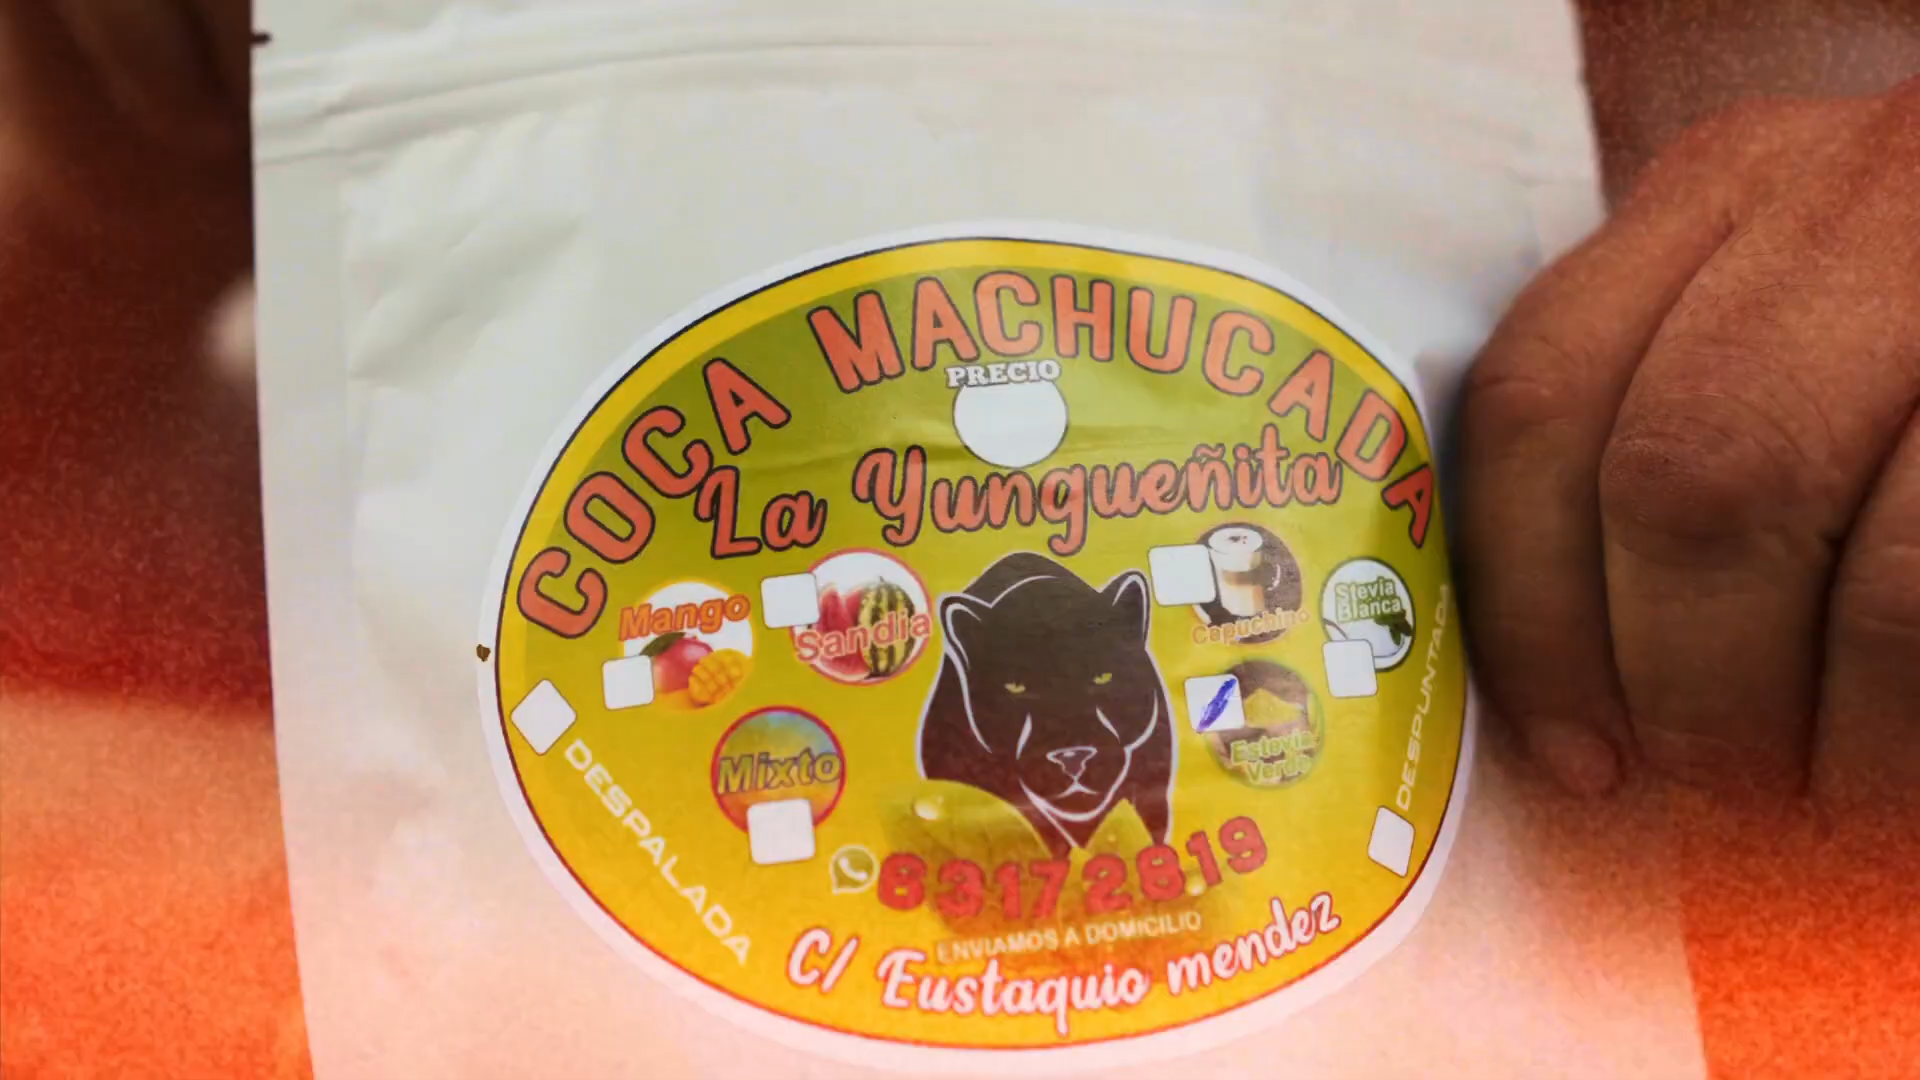 COCA MACHUCADA
PRECIO
La Yungueñita
Mango
Sandia
Capuchino
Stevia
Blanca
Mixto
Estevia
Verde
DESPALADA
DESPUNTADA
63172819
ENVIAMOS A DOMICILIO
C/ Eustaquio mendez